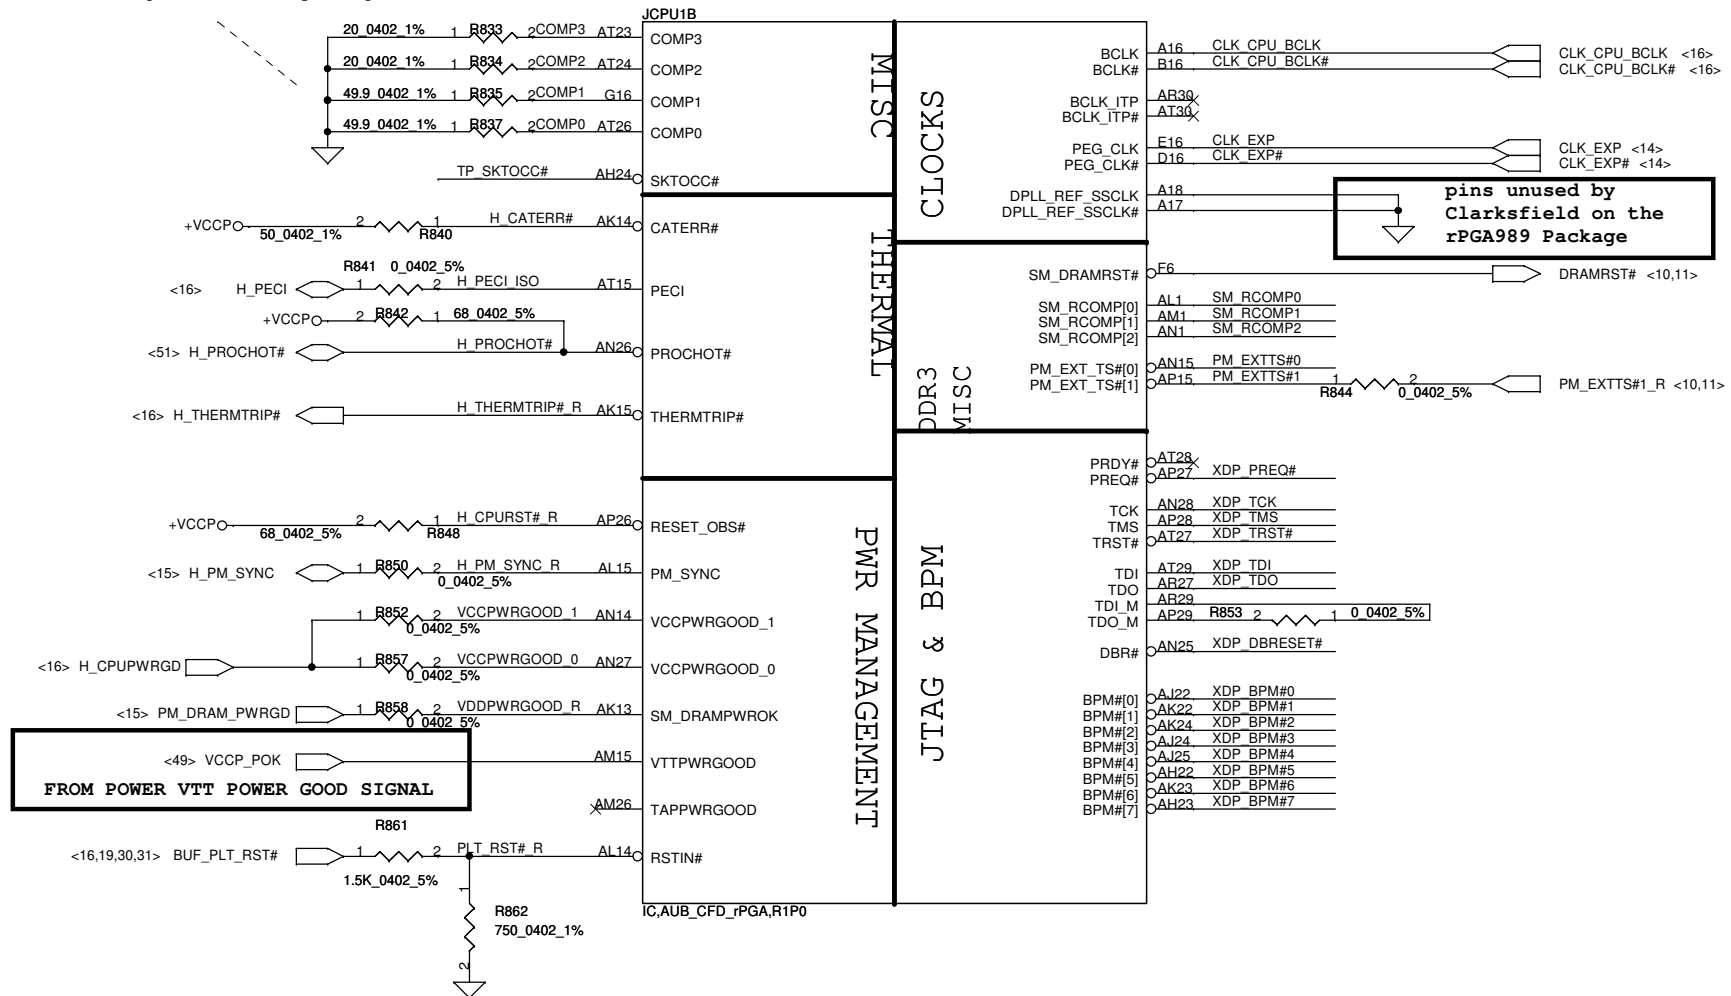 JCPU1B
20_0402_1% 1 R833 2 COMP3 AT23 COMP3
20_0402_1% 1 R834 2 COMP2 AT24 COMP2
49.9_0402_1% 1 R835 2 COMP1 G16 COMP1
49.9_0402_1% 1 R837 2 COMP0 AT26 COMP0
TP_SKTOCC# AH24 SKTOCC#
MISC
+VCCP 2 1 H_CATERR# AK14 CATERR#
50_0402_1% R840
R841 0_0402_5%
<16> H_PECI 1 2 H_PECI_ISO AT15 PECI
+VCCP 2 R842 1 68_0402_5%
<51> H_PROCHOT# H_PROCHOT# AN26 PROCHOT#
<16> H_THERMTRIP# H_THERMTRIP#_R AK15 THERMTRIP#
THERMAL
+VCCP 2 1 H_CPURST#_R AP26 RESET_OBS#
68_0402_5% R848
<15> H_PM_SYNC 1 R850 2 H_PM_SYNC_R AL15 PM_SYNC
0_0402_5%
1 R852 2 VCCPWRGOOD_1 AN14 VCCPWRGOOD_1
0_0402_5%
<16> H_CPUPWRGD 1 R857 2 VCCPWRGOOD_0 AN27 VCCPWRGOOD_0
0_0402_5%
<15> PM_DRAM_PWRGD 1 R858 2 VDDPWRGOOD_R AK13 SM_DRAMPWROK
0_0402_5%
<49> VCCP_POK AM15 VTTPWRGOOD
FROM POWER VTT POWER GOOD SIGNAL
AM26 TAPPWRGOOD
R861
<16,19,30,31> BUF_PLT_RST# 1 2 PLT_RST#_R AL14 RSTIN#
1.5K_0402_5%
1
R862
750_0402_1%
2
PWR MANAGEMENT
IC,AUB_CFD_rPGA,R1P0
CLOCKS
BCLK A16 CLK_CPU_BCLK CLK_CPU_BCLK <16>
BCLK# B16 CLK_CPU_BCLK# CLK_CPU_BCLK# <16>
BCLK_ITP AR30
BCLK_ITP# AT30
PEG_CLK E16 CLK_EXP CLK_EXP <14>
PEG_CLK# D16 CLK_EXP# CLK_EXP# <14>
DPLL_REF_SSCLK A18
DPLL_REF_SSCLK# A17
pins unused by
Clarksfield on the
rPGA989 Package
DDR3
MISC
SM_DRAMRST# F6 DRAMRST# <10,11>
SM_RCOMP[0] AL1 SM_RCOMP0
SM_RCOMP[1] AM1 SM_RCOMP1
SM_RCOMP[2] AN1 SM_RCOMP2
PM_EXT_TS#[0] AN15 PM_EXTTS#0
PM_EXT_TS#[1] AP15 PM_EXTTS#1 1 2 PM_EXTTS#1_R <10,11>
R844 0_0402_5%
JTAG & BPM
PRDY# AT28
PREQ# AP27 XDP_PREQ#
TCK AN28 XDP_TCK
TMS AP28 XDP_TMS
TRST# AT27 XDP_TRST#
TDI AT29 XDP_TDI
TDO AR27 XDP_TDO
TDI_M AR29
TDO_M AP29 R853 2 1 0_0402_5%
DBR# AN25 XDP_DBRESET#
BPM#[0] AJ22 XDP_BPM#0
BPM#[1] AK22 XDP_BPM#1
BPM#[2] AK24 XDP_BPM#2
BPM#[3] AJ24 XDP_BPM#3
BPM#[4] AJ25 XDP_BPM#4
BPM#[5] AH22 XDP_BPM#5
BPM#[6] AK23 XDP_BPM#6
BPM#[7] AH23 XDP_BPM#7